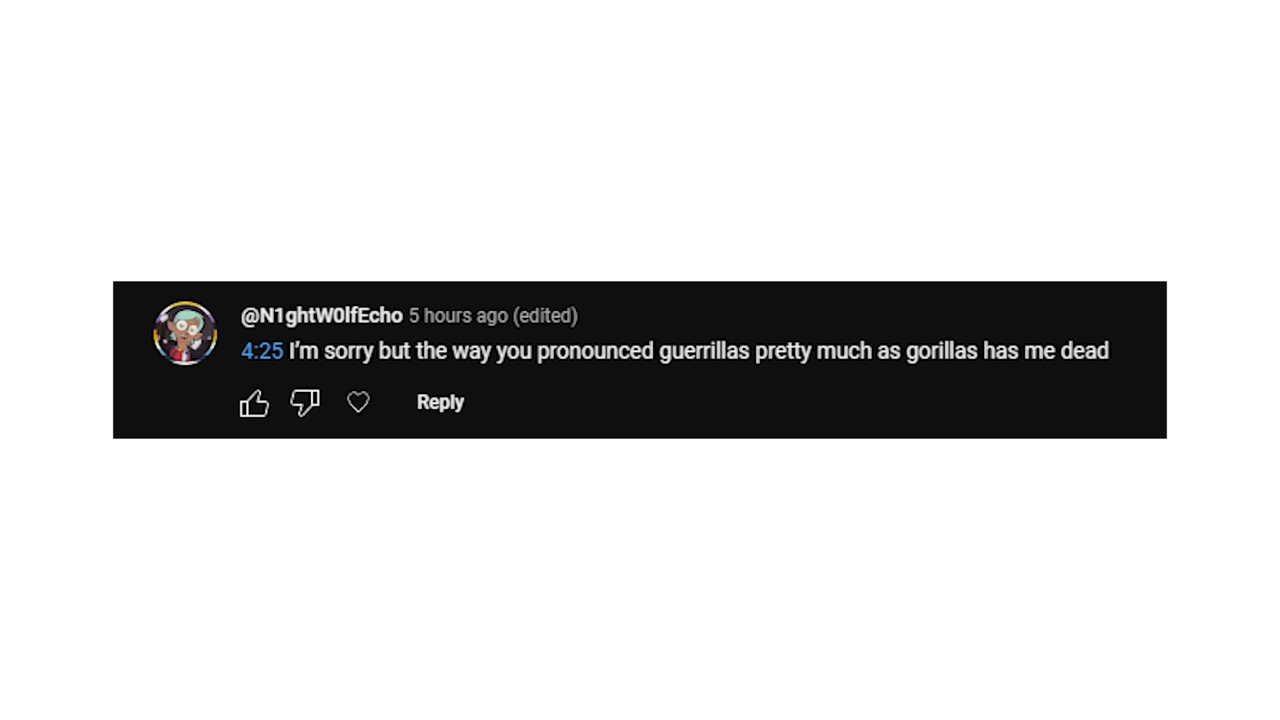 @N1ghtW0lfEcho 5 hours ago (edited)
4:25 I'm sorry but the way you pronounced guerrillas pretty much as gorillas has me dead
Reply